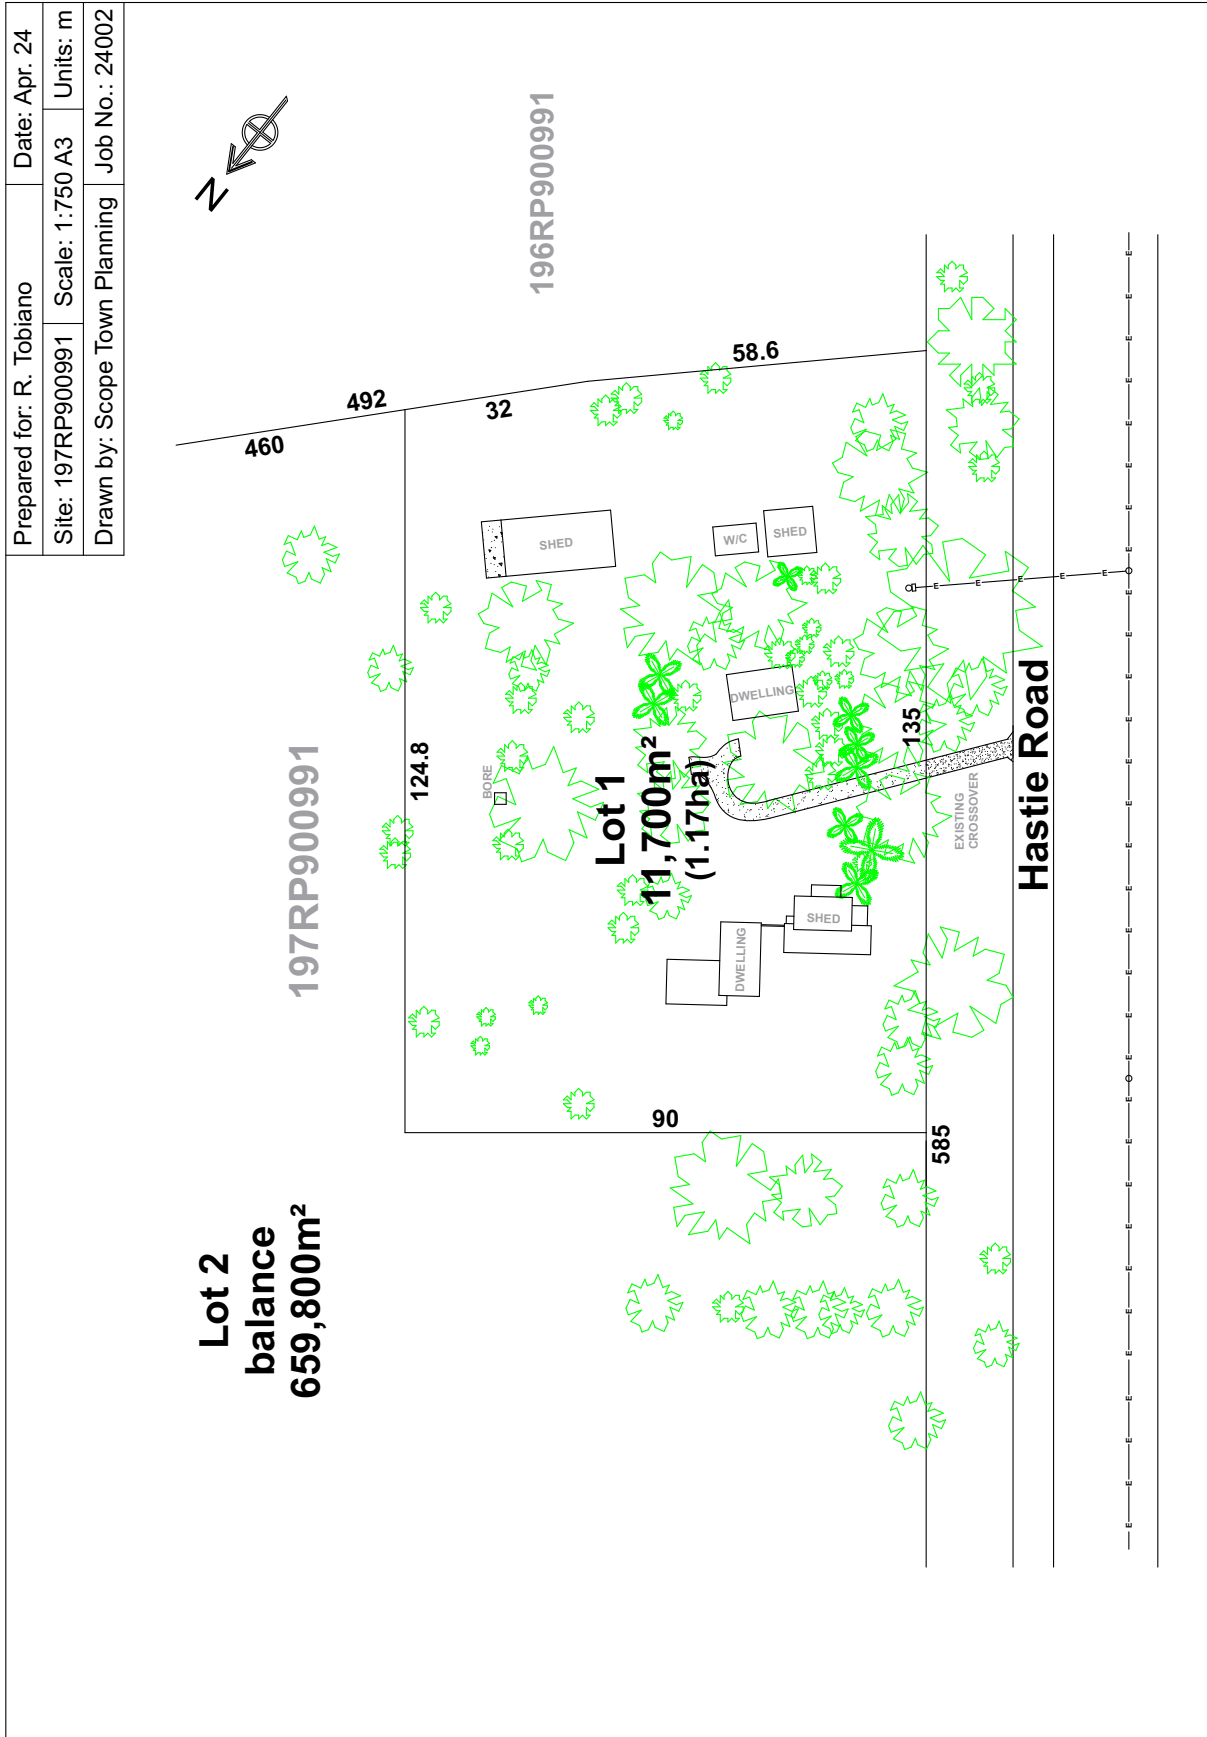 Prepared for: R. Tobiano
Date: Apr. 24
Site: 197RP900991
Scale: 1:750 A3
Units: m
Drawn by: Scope Town Planning
Job No.: 24002
N
196RP900991
197RP900991
492
460
32
58.6
124.8
135
90
585
SHED
W/C
SHED
DWELLING
BORE
Lot 1
11,700m²
(1.17ha)
DWELLING
SHED
EXISTING
CROSSOVER
Hastie Road
Lot 2
balance
659,800m²
E E E E E
E E E E E E E E E E E E E E E E E E E E E E E E E E E E E E